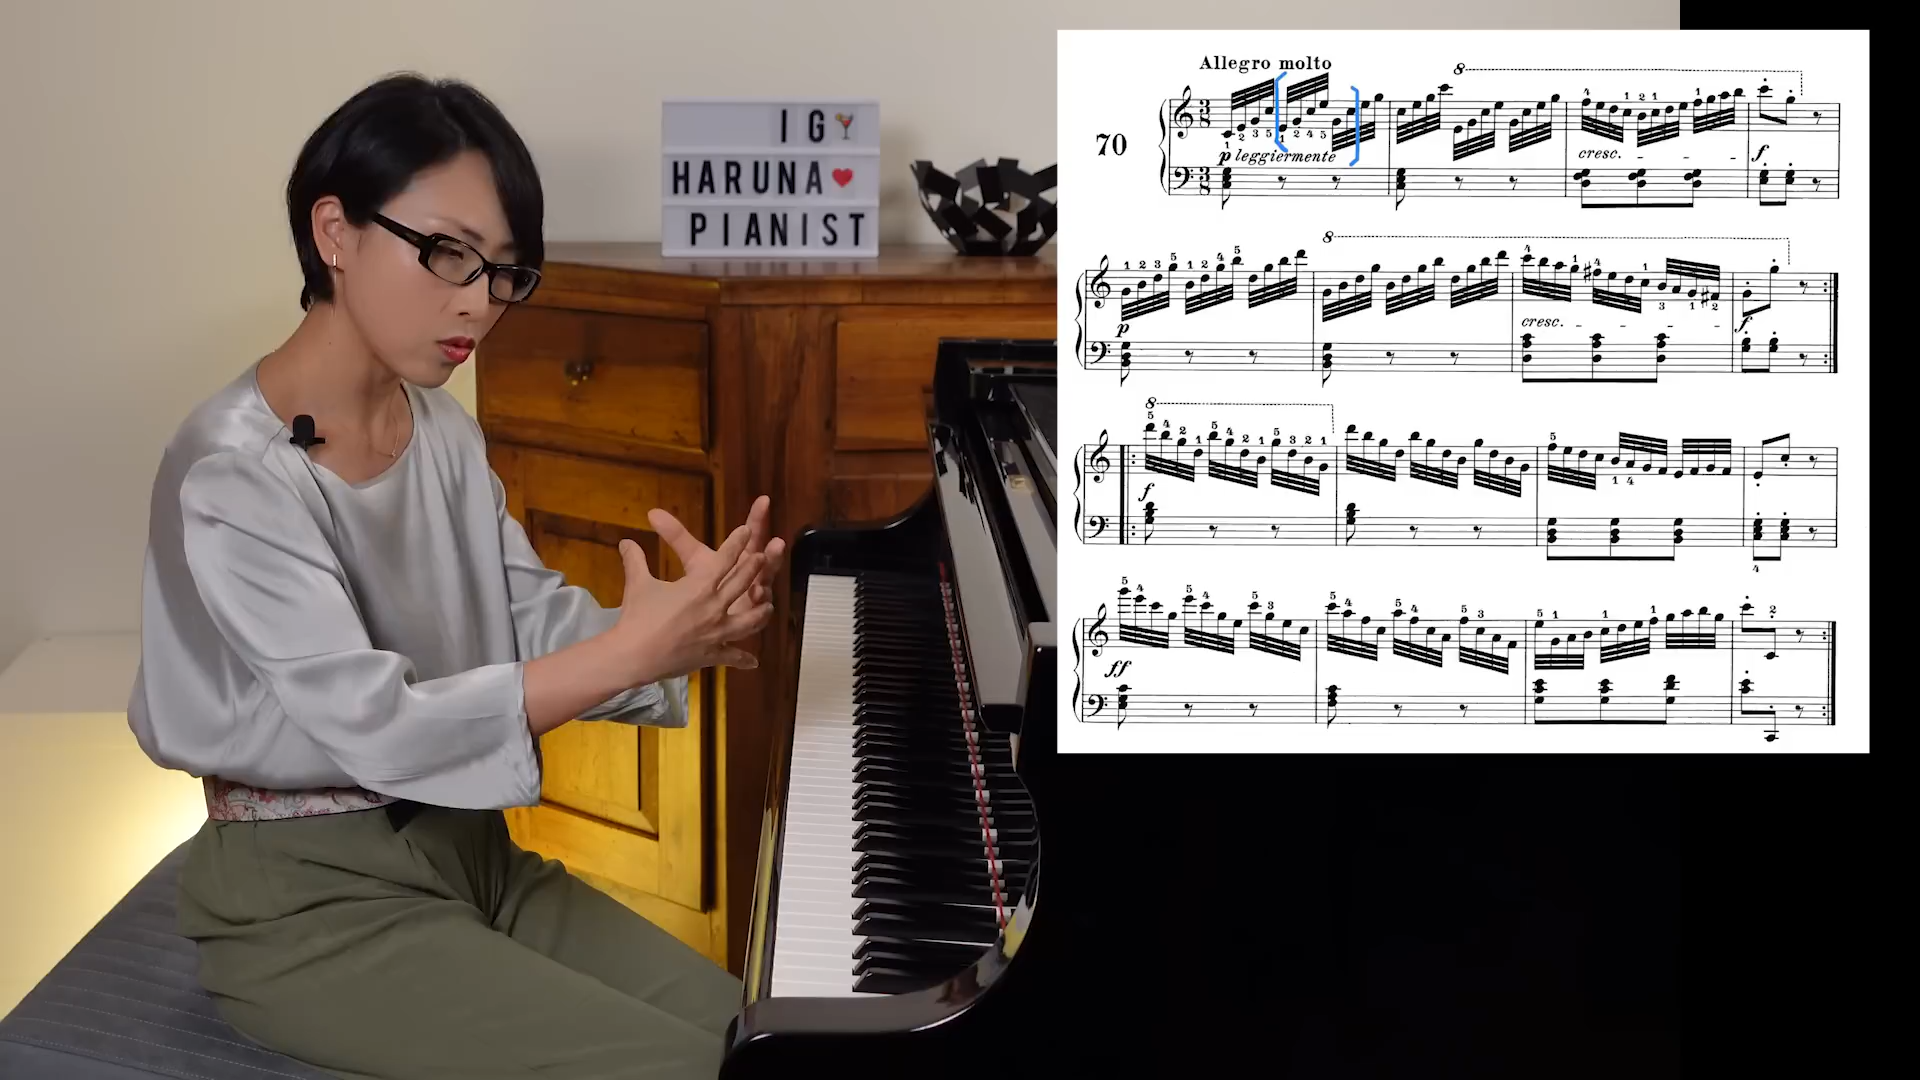 IG🍹
HARUNA❤
PIANIST
Allegro molto
70
p leggiermente
cresc.
f
p
cresc.
f
f
ff